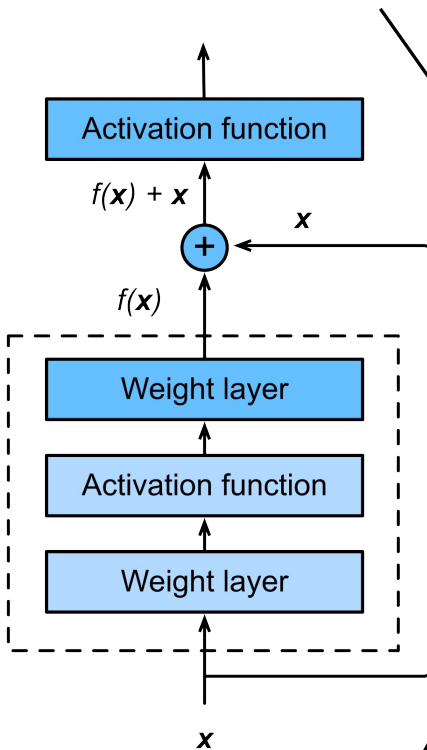 Activation function
f(x) + x
x
+
f(x)
Weight layer
Activation function
Weight layer
x